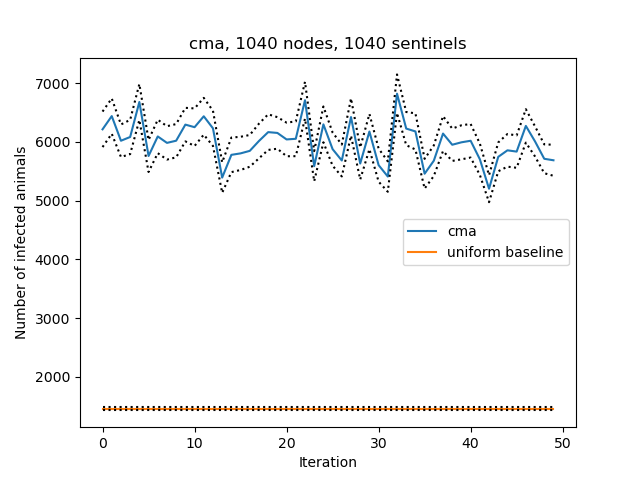 cma, 1040 nodes, 1040 sentinels
Number of infected animals
7000
6000
5000
4000
3000
2000
cma
uniform baseline
0
10
20
30
40
50
Iteration